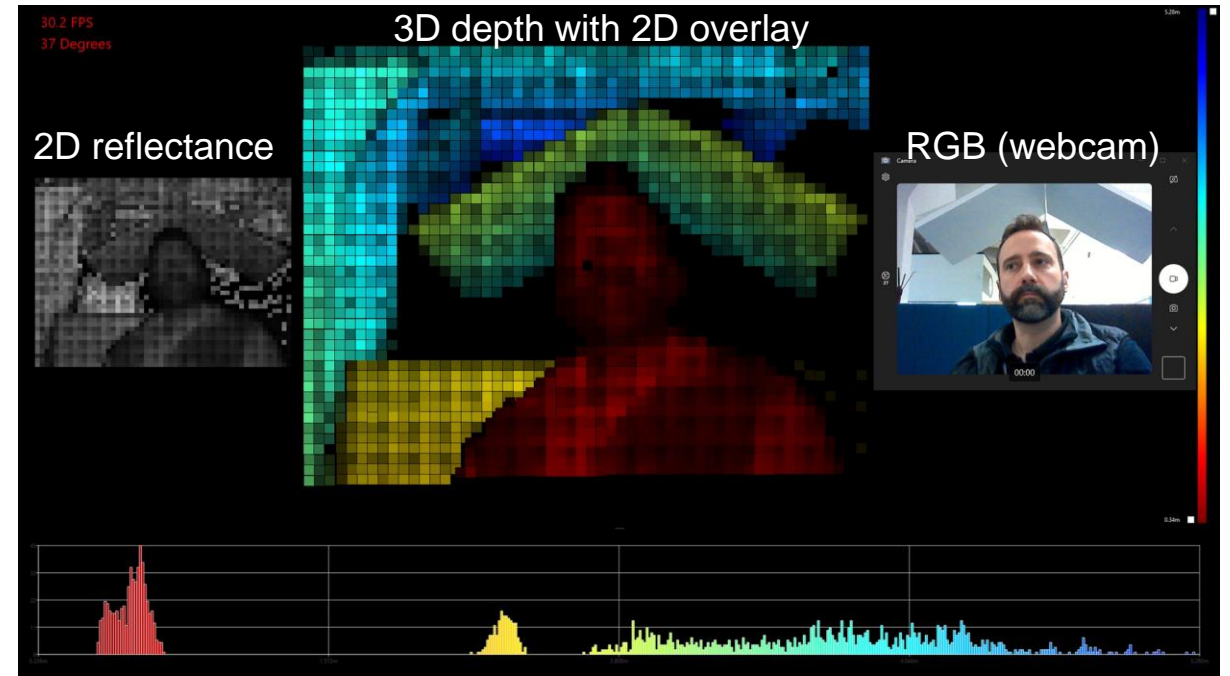 30.2 FPS
37 Degrees
3D depth with 2D overlay
5.28m
2D reflectance
RGB (webcam)
Camera
00:00
0.34m